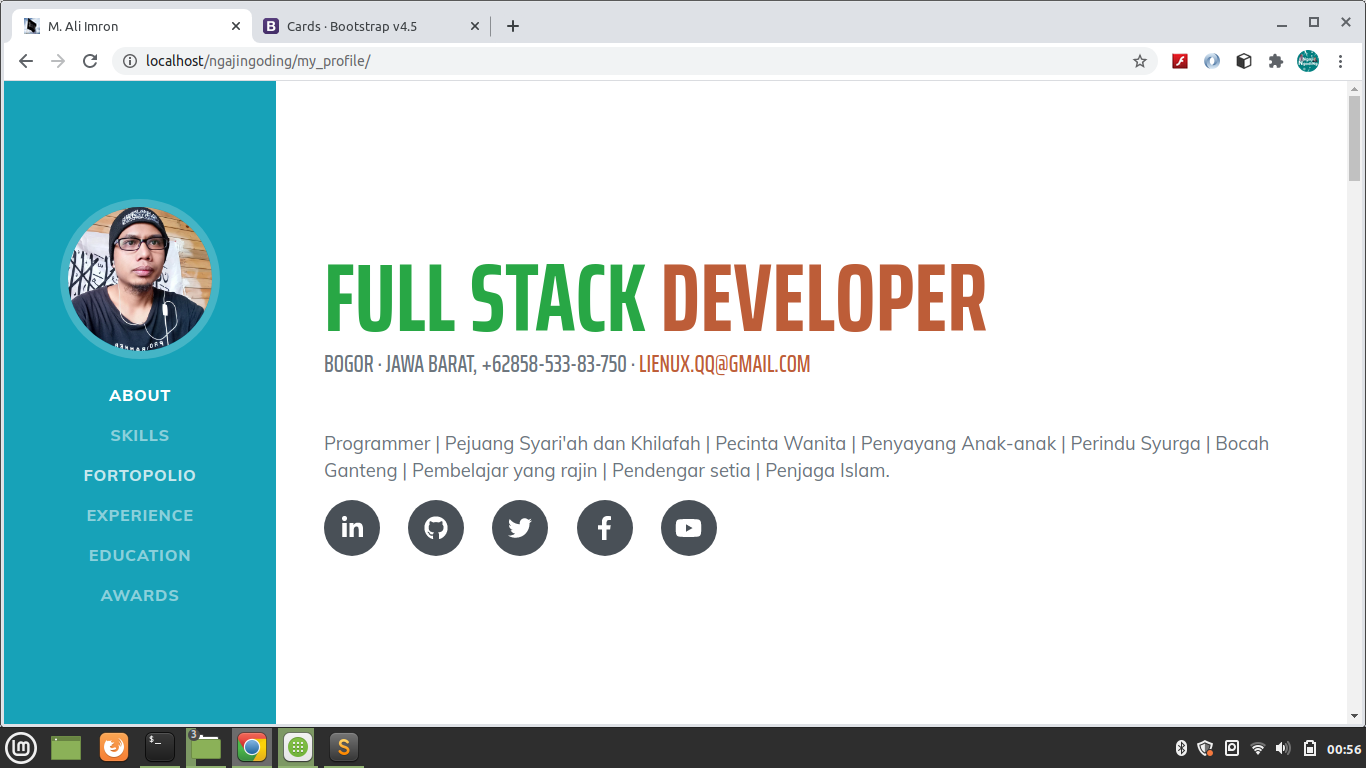 M. Ali Imron
Cards · Bootstrap v4.5
localhost/ngajingoding/my_profile/
ABOUT
SKILLS
FORTOPOLIO
EXPERIENCE
EDUCATION
AWARDS
FULL STACK DEVELOPER
BOGOR · JAWA BARAT, +62858-533-83-750 · LIENUX.QQ@GMAIL.COM
Programmer | Pejuang Syari'ah dan Khilafah | Pecinta Wanita | Penyayang Anak-anak | Perindu Syurga | Bocah
Ganteng | Pembelajar yang rajin | Pendengar setia | Penjaga Islam.
3
00:56